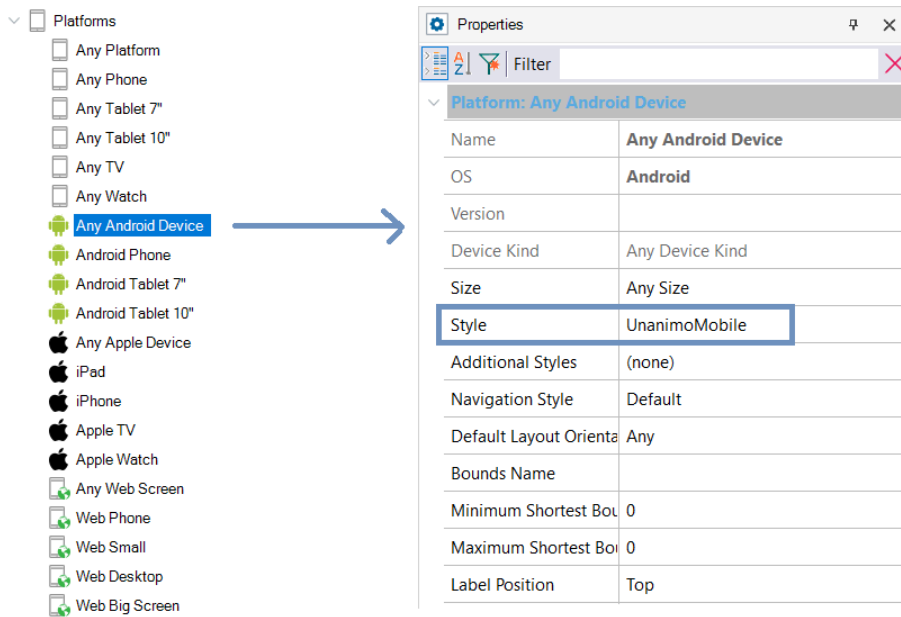 Platforms
Any Platform
Any Phone
Any Tablet 7"
Any Tablet 10"
Any TV
Any Watch
Any Android Device
Android Phone
Android Tablet 7"
Android Tablet 10"
Any Apple Device
iPad
iPhone
Apple TV
Apple Watch
Any Web Screen
Web Phone
Web Small
Web Desktop
Web Big Screen
Properties
Filter
Platform: Any Android Device
Name Any Android Device
OS Android
Version
Device Kind Any Device Kind
Size Any Size
Style UnanimoMobile
Additional Styles (none)
Navigation Style Default
Default Layout Orienta Any
Bounds Name
Minimum Shortest Bou 0
Maximum Shortest Bou 0
Label Position Top